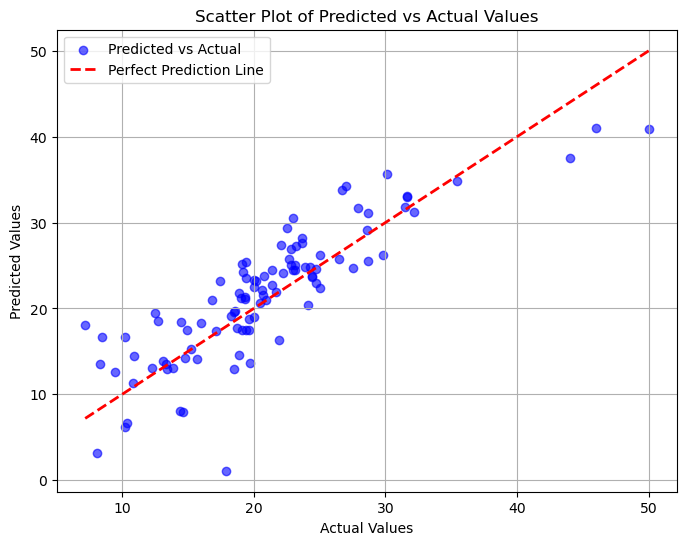 Scatter Plot of Predicted vs Actual Values
Predicted vs Actual
Perfect Prediction Line
50
40
30
20
10
0
Predicted Values
10 20 30 40 50
Actual Values